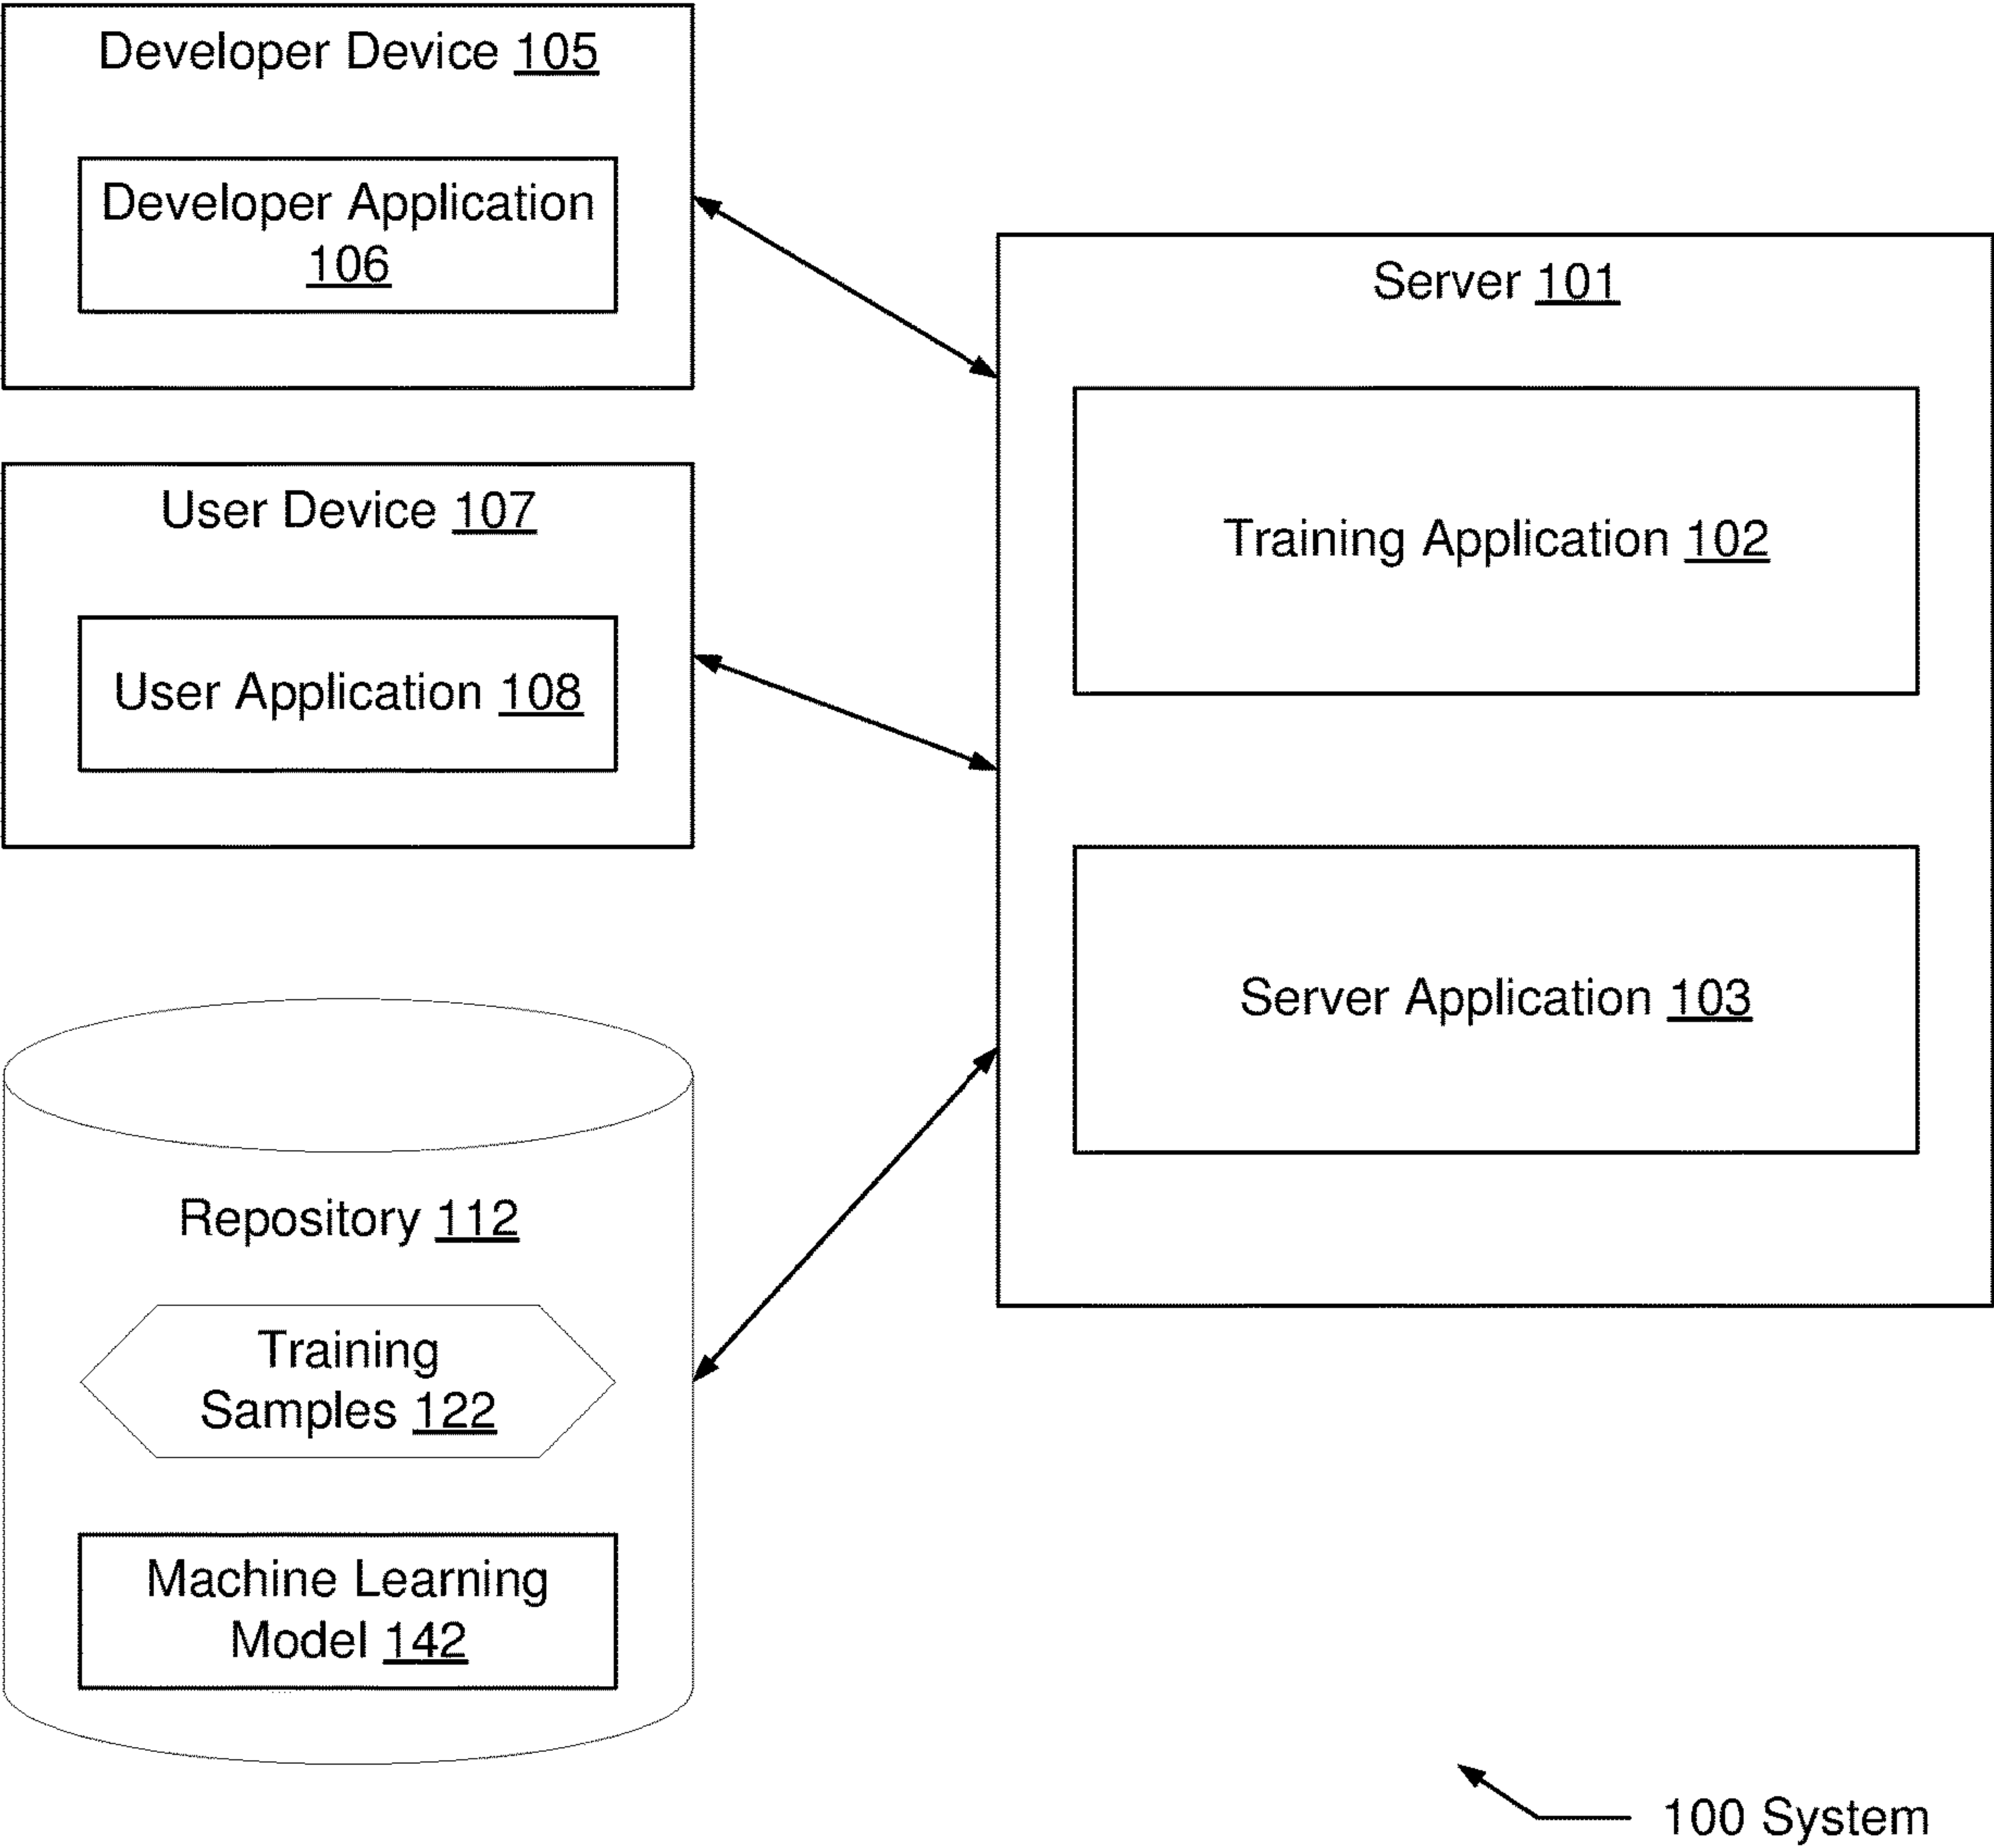 Developer Device 105
Developer Application
106
User Device 107
User Application 108
Repository 112
Training
Samples 122
Machine Learning
Model 142
Server 101
Training Application 102
Server Application 103
100 System